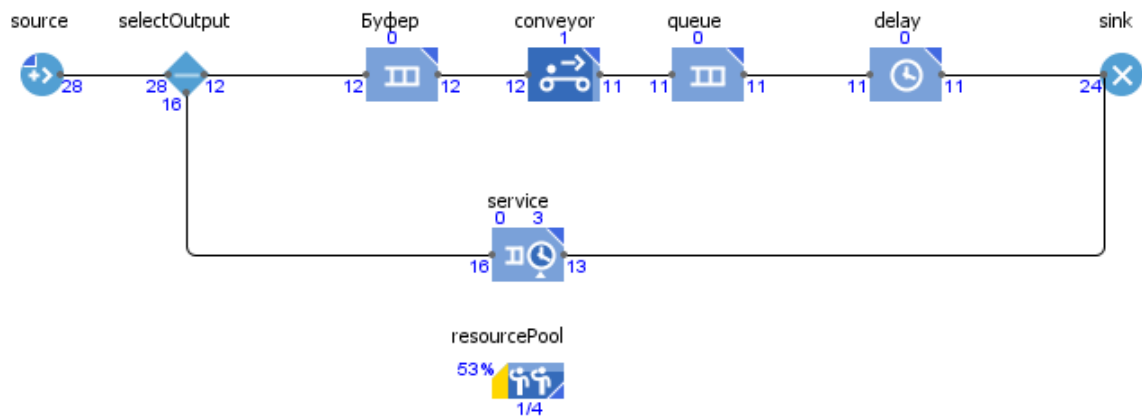 source selectOutput Буфер conveyor queue delay sink
0 1 0 0
28 28 12 12 12 12 11 11 11 11 11 24
16
service
0 3
16 13
resourcePool
53%
1/4